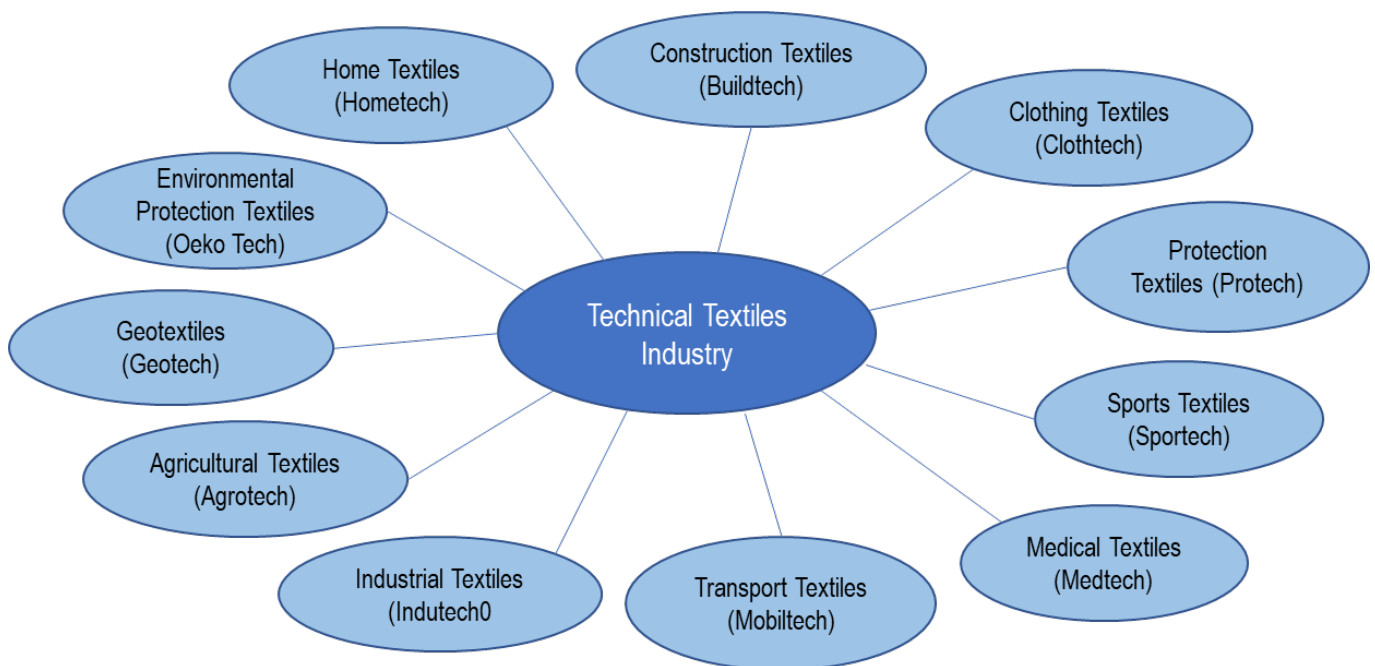 Home Textiles
(Hometech)
Construction Textiles
(Buildtech)
Clothing Textiles
(Clothtech)
Environmental
Protection Textiles
(Oeko Tech)
Protection
Textiles (Protech)
Technical Textiles
Industry
Geotextiles
(Geotech)
Sports Textiles
(Sportech)
Agricultural Textiles
(Agrotech)
Medical Textiles
(Medtech)
Industrial Textiles
(Indutech0
Transport Textiles
(Mobiltech)